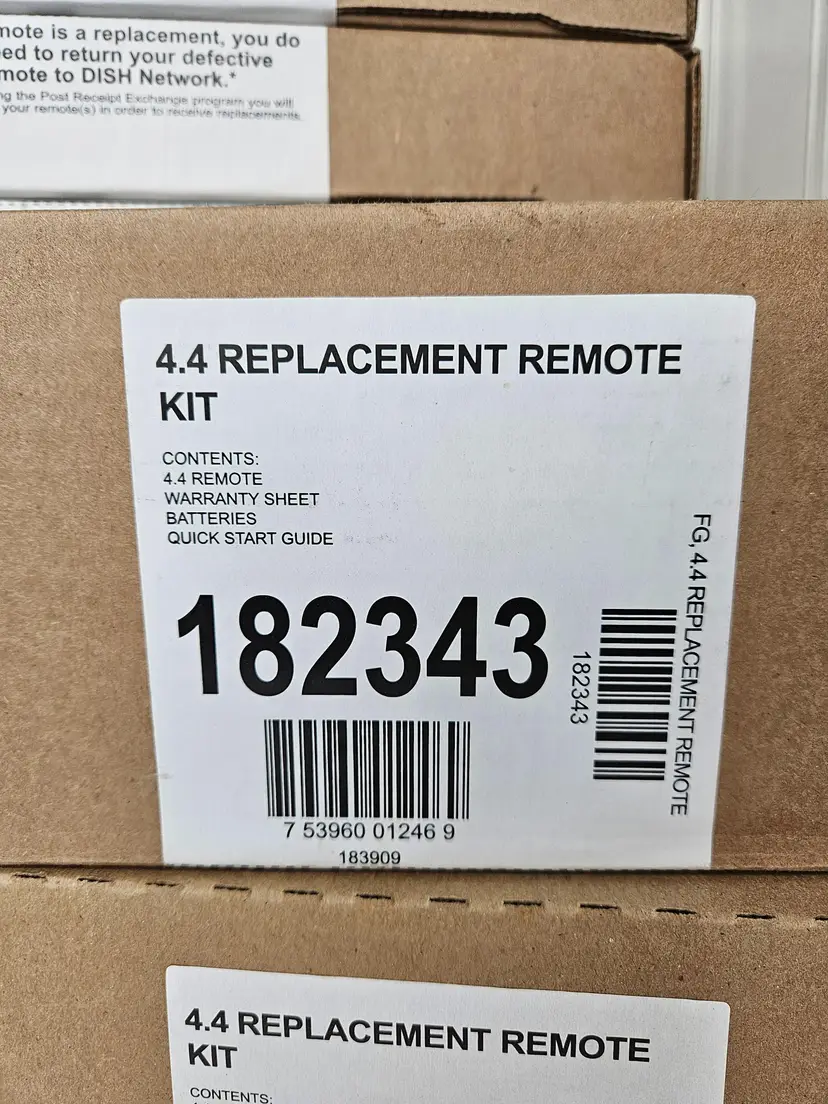 mote is a replacement, you do
ed to return your defective
mote to DISH Network.*
ng the Post Receipt Exchange program you will
your remote(s) in order to receive replacements.
4.4 REPLACEMENT REMOTE
KIT
CONTENTS:
4.4 REMOTE
WARRANTY SHEET
BATTERIES
QUICK START GUIDE
182343
182343
FG, 4.4 REPLACEMENT REMOTE
7 53960 01246 9
183909
4.4 REPLACEMENT REMOTE
KIT
CONTENTS: